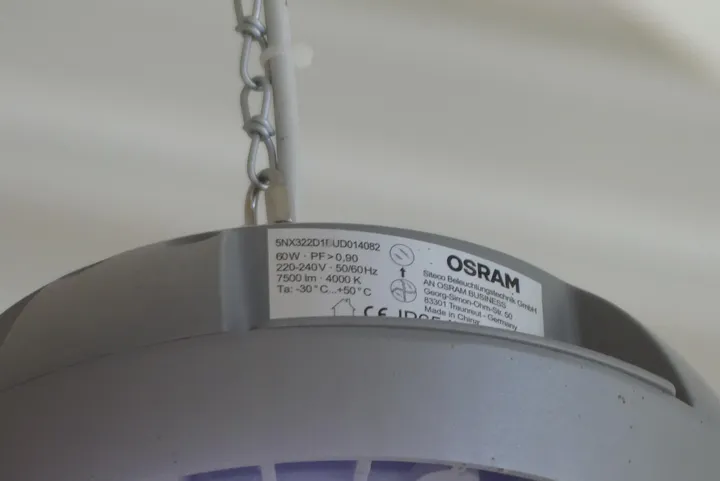 5NX322D1EUD014082
60W · PF>0,90
220-240V · 50/60Hz
7500 lm · 4000 K
Ta: -30°C...+50°C
CE
OSRAM
Siteco Beleuchtungstechnik GmbH
AN OSRAM BUSINESS
Georg-Simon-Ohm-Str. 50
83301 Traunreut - Germany
Made in China